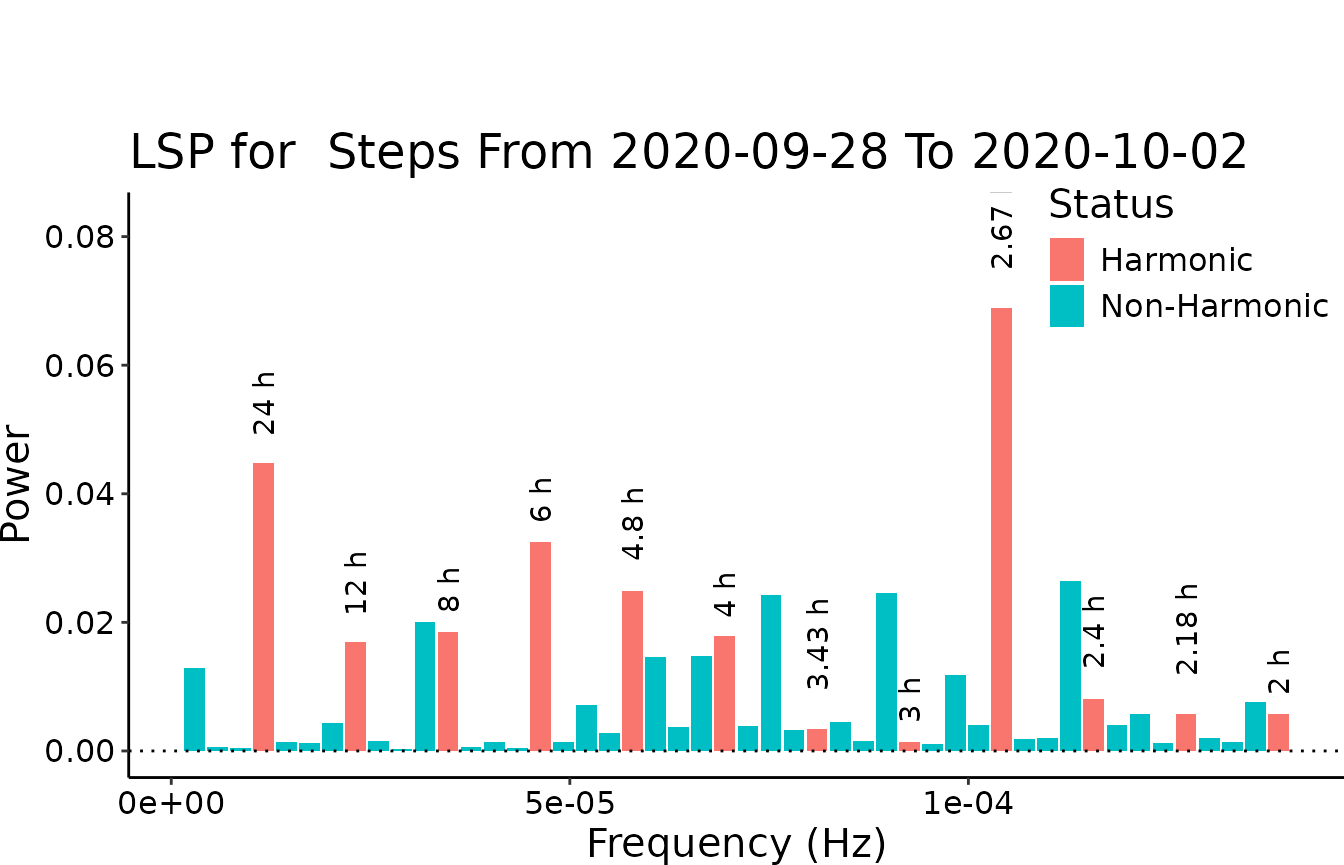 LSP for  Steps From 2020-09-28 To 2020-10-02
Status
Harmonic
Non-Harmonic
Power
0.08
0.06
0.04
0.02
0.00
24 h
12 h
8 h
6 h
4.8 h
4 h
3.43 h
3 h
2.67
2.4 h
2.18 h
2 h
0e+00
5e-05
1e-04
Frequency (Hz)